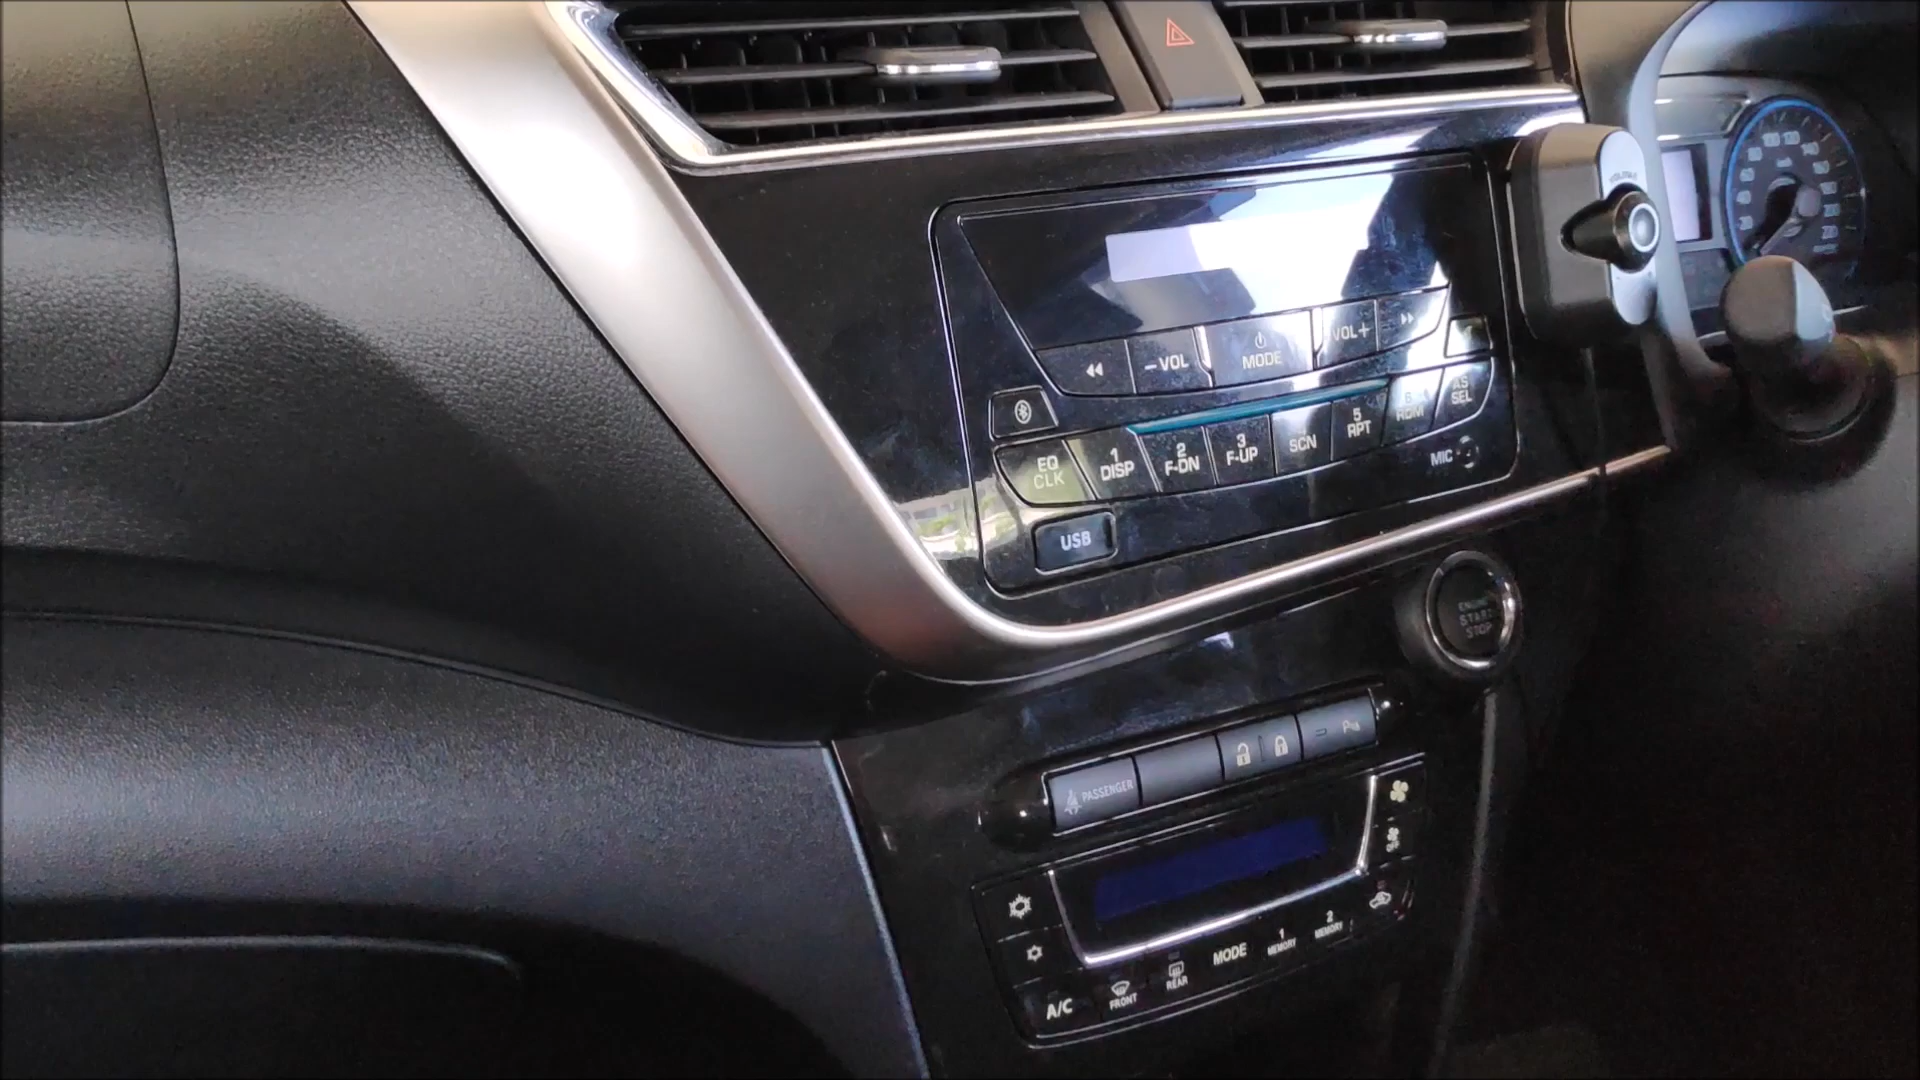 − VOL
MODE
VOL +
EQ
CLK
1
DISP
2
F-DN
3
F-UP
SCN
5
RPT
6
RDM
AS
SEL
MIC
USB
ENGINE
START
STOP
PASSENGER
OFF
MODE
1
MEMORY
2
MEMORY
A/C
FRONT
REAR